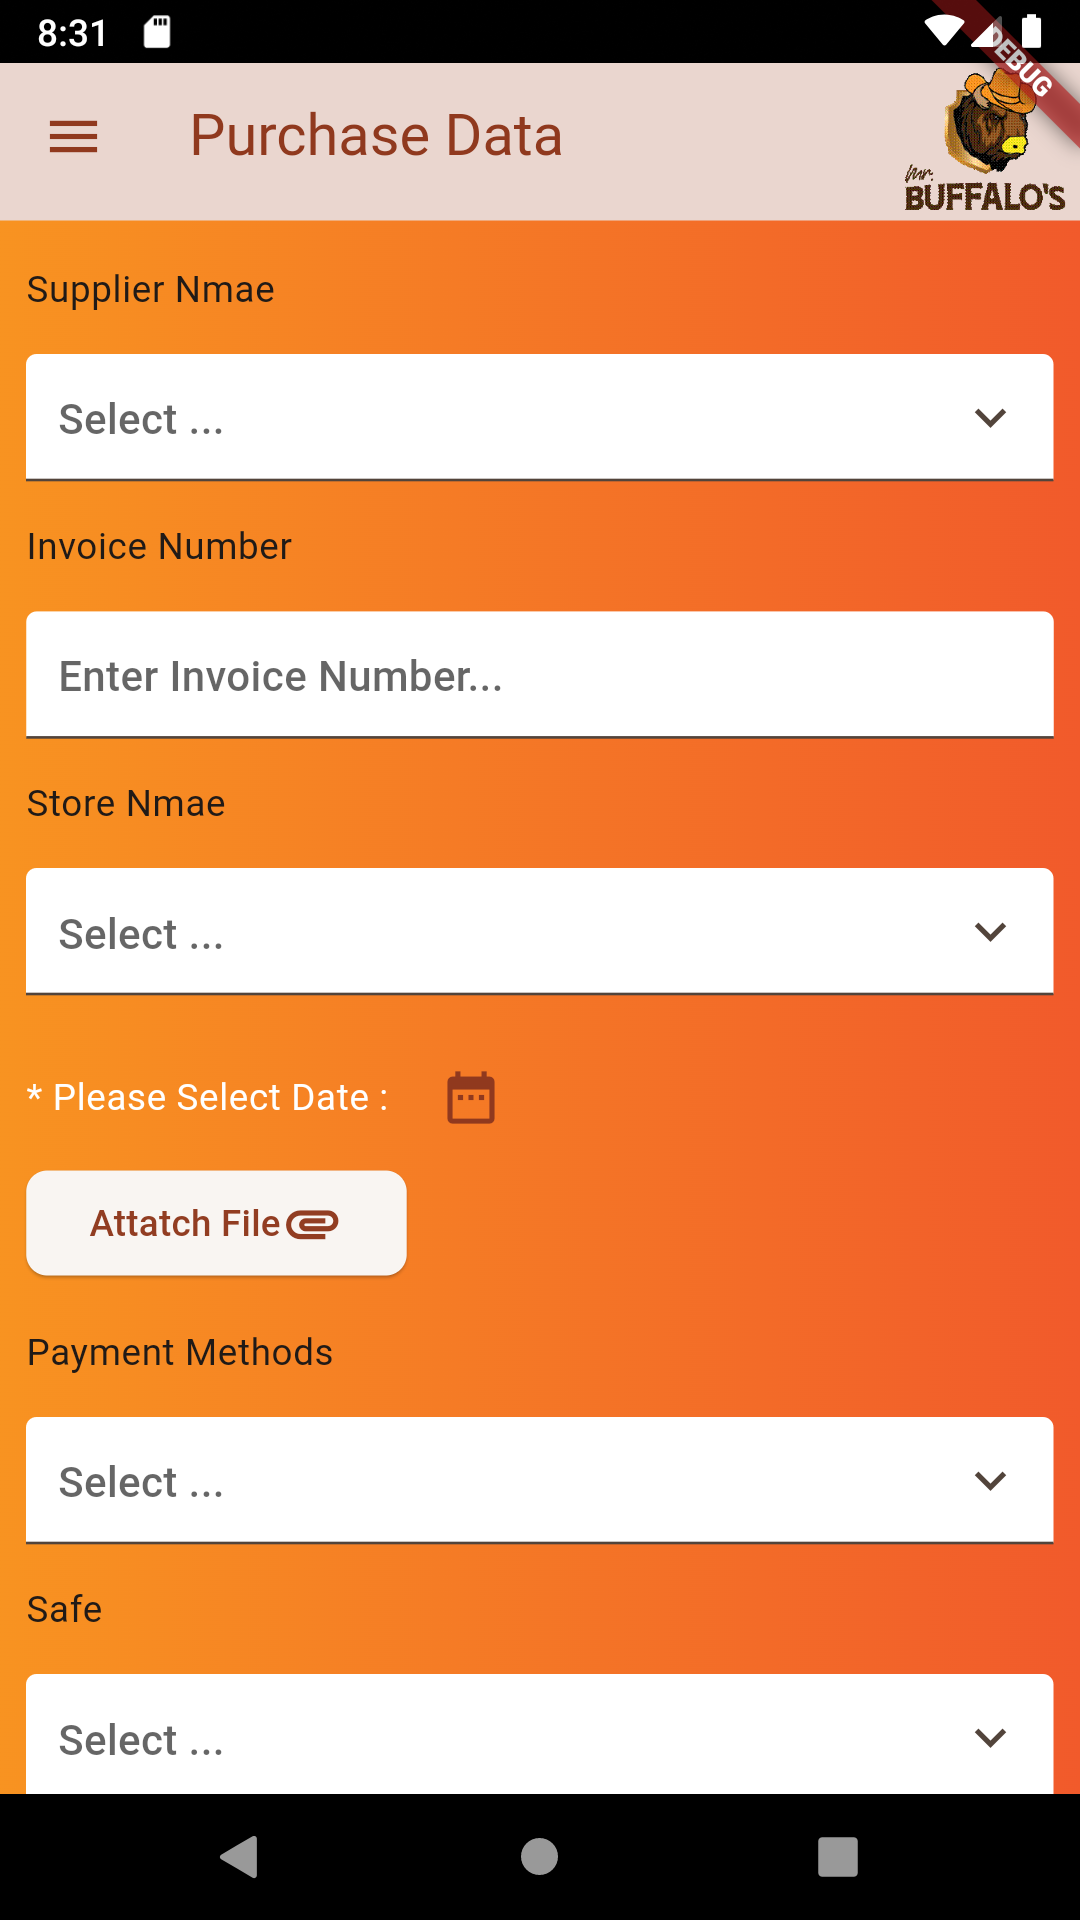 8:31
DEBUG
Purchase Data
Mr.
BUFFALO'S
Supplier Nmae
Select ...
Invoice Number
Enter Invoice Number...
Store Nmae
Select ...
* Please Select Date :
Attatch File
Payment Methods
Select ...
Safe
Select ...